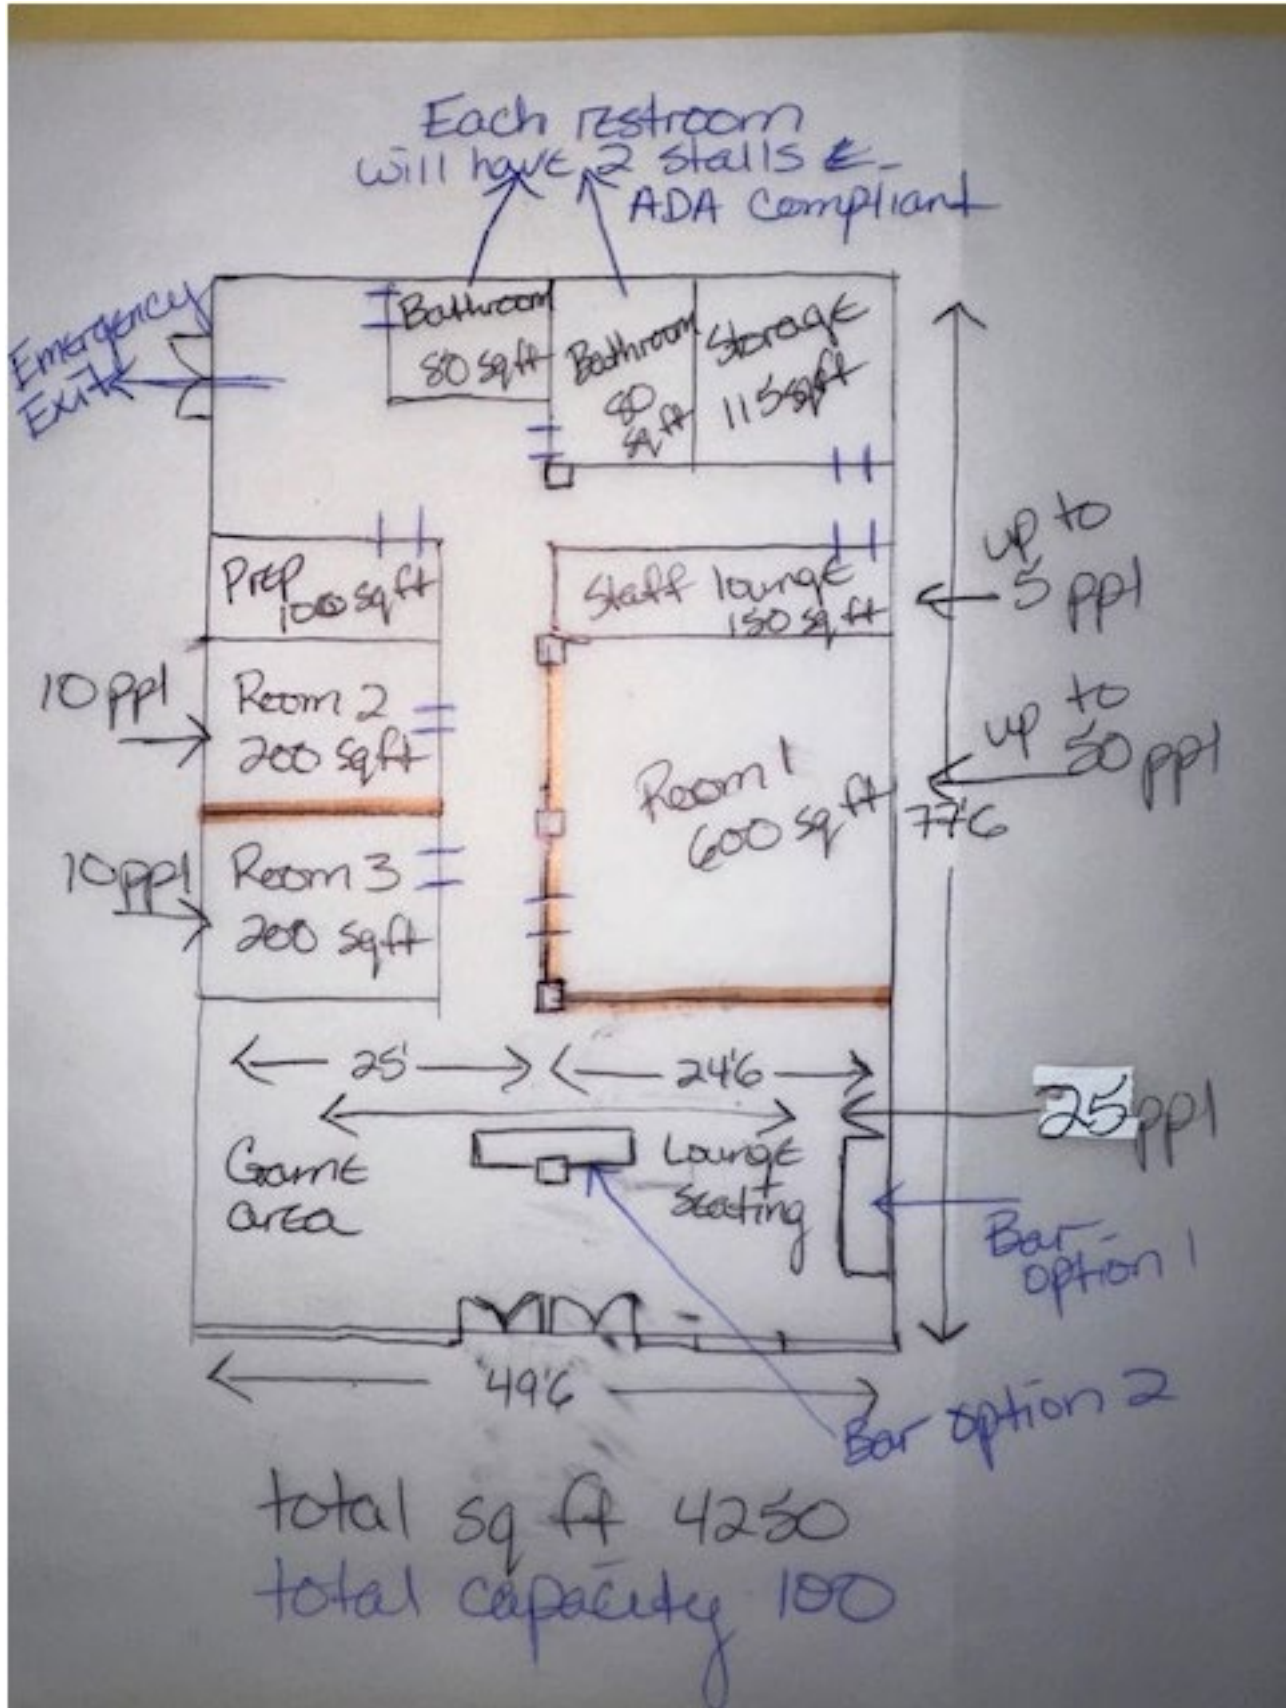 Each restroom
will have 2 stalls &
ADA Compliant
Emergency
Exit
Bathroom
80 sq ft
Bathroom
80
sq ft
Storage
115 sq ft
Prep
100 sq ft
Staff lounge
150 sq ft
up to
5 ppl
10 ppl
Room 2
200 sq ft
Room 1
600 sq ft
up to
50 ppl
77'6
10 ppl
Room 3
200 sq ft
25'
24'6
25 ppl
Game
area
Lounge
+
Seating
Bar
option 1
49'6
Bar option 2
total sq ft 4250
total capacity 100